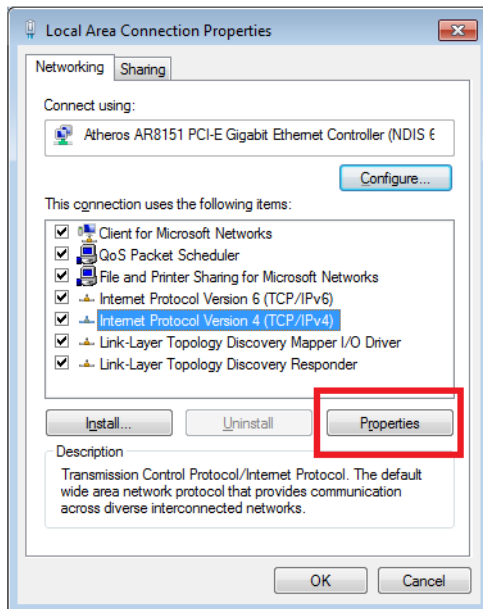 Local Area Connection Properties
Networking
Sharing
Connect using:
Atheros AR8151 PCI-E Gigabit Ethernet Controller (NDIS 6
Configure...
This connection uses the following items:
Client for Microsoft Networks
QoS Packet Scheduler
File and Printer Sharing for Microsoft Networks
Internet Protocol Version 6 (TCP/IPv6)
Internet Protocol Version 4 (TCP/IPv4)
Link-Layer Topology Discovery Mapper I/O Driver
Link-Layer Topology Discovery Responder
Install...
Uninstall
Properties
Description
Transmission Control Protocol/Internet Protocol. The default
wide area network protocol that provides communication
across diverse interconnected networks.
OK
Cancel